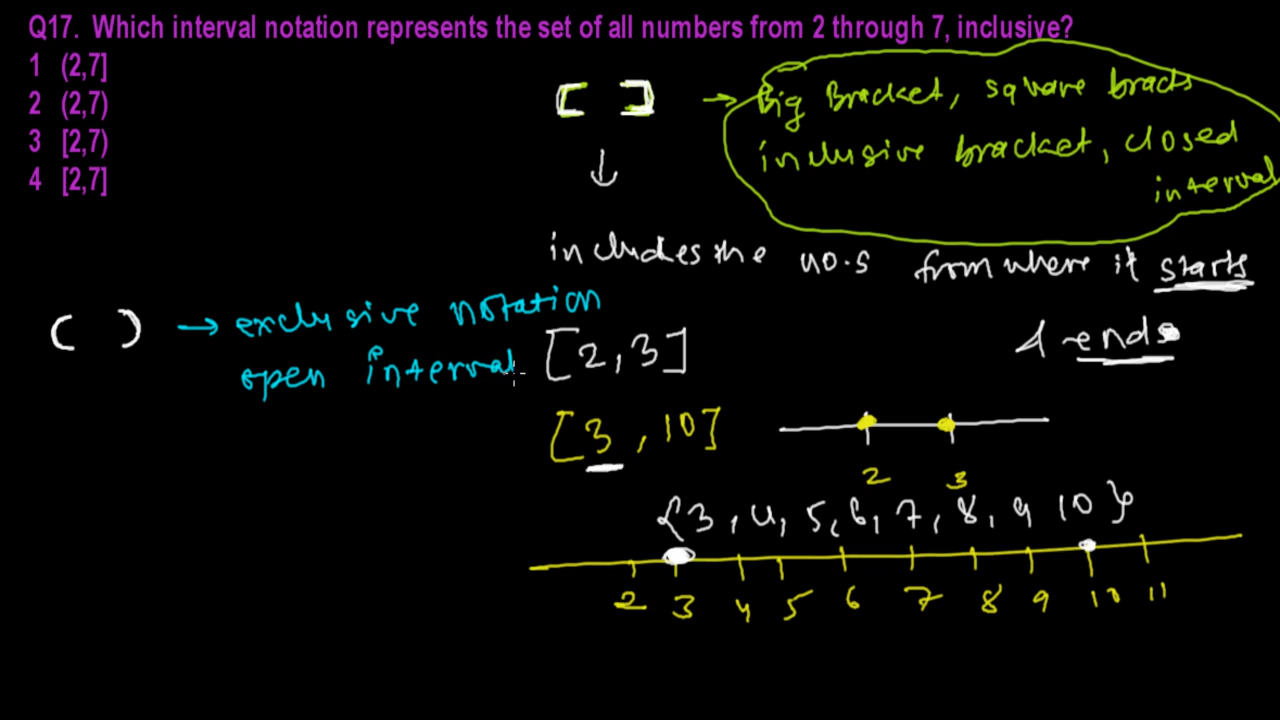 Q17. Which interval notation represents the set of all numbers from 2 through 7, inclusive?
1 (2,7]
2 (2,7)
3 [2,7)
4 [2,7]
[ ] → Big Bracket, square bracts
inclusive bracket, closed
interval
↓
includes the no.s from where it starts
& ends
( ) → exclusive notation
open interval
[2,3]
[3,10]
2 3
{3,4,5,6,7,8,9 10}
2 3 4 5 6 7 8 9 10 11